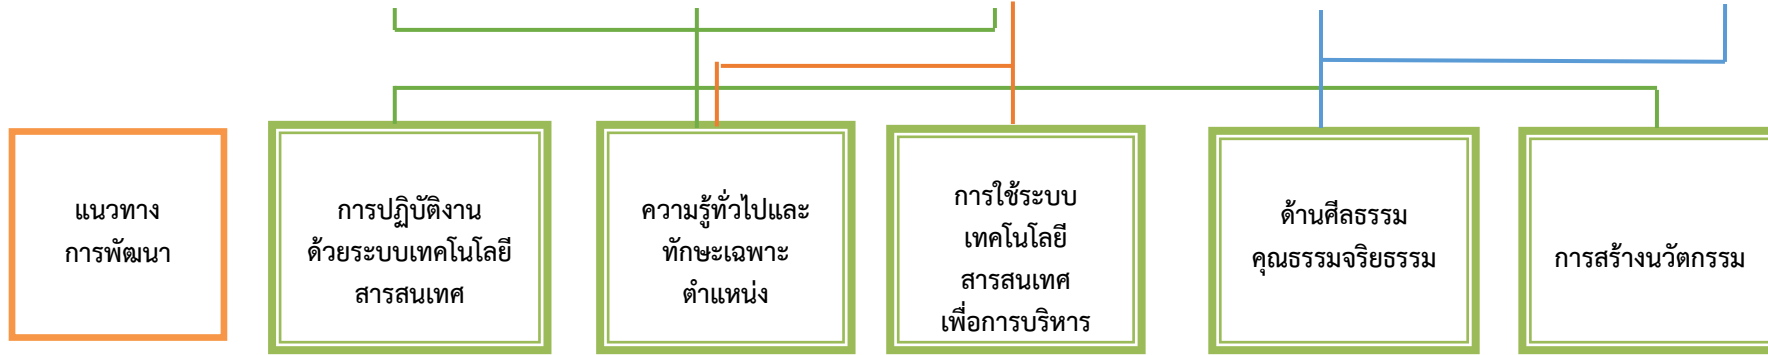 แนวทาง
การพัฒนา
การปฏิบัติงาน
ด้วยระบบเทคโนโลยี
สารสนเทศ
ความรู้ทั่วไปและ
ทักษะเฉพาะ
ตำแหน่ง
การใช้ระบบ
เทคโนโลยี
สารสนเทศ
เพื่อการบริหาร
ด้านศีลธรรม
คุณธรรมจริยธรรม
การสร้างนวัตกรรม